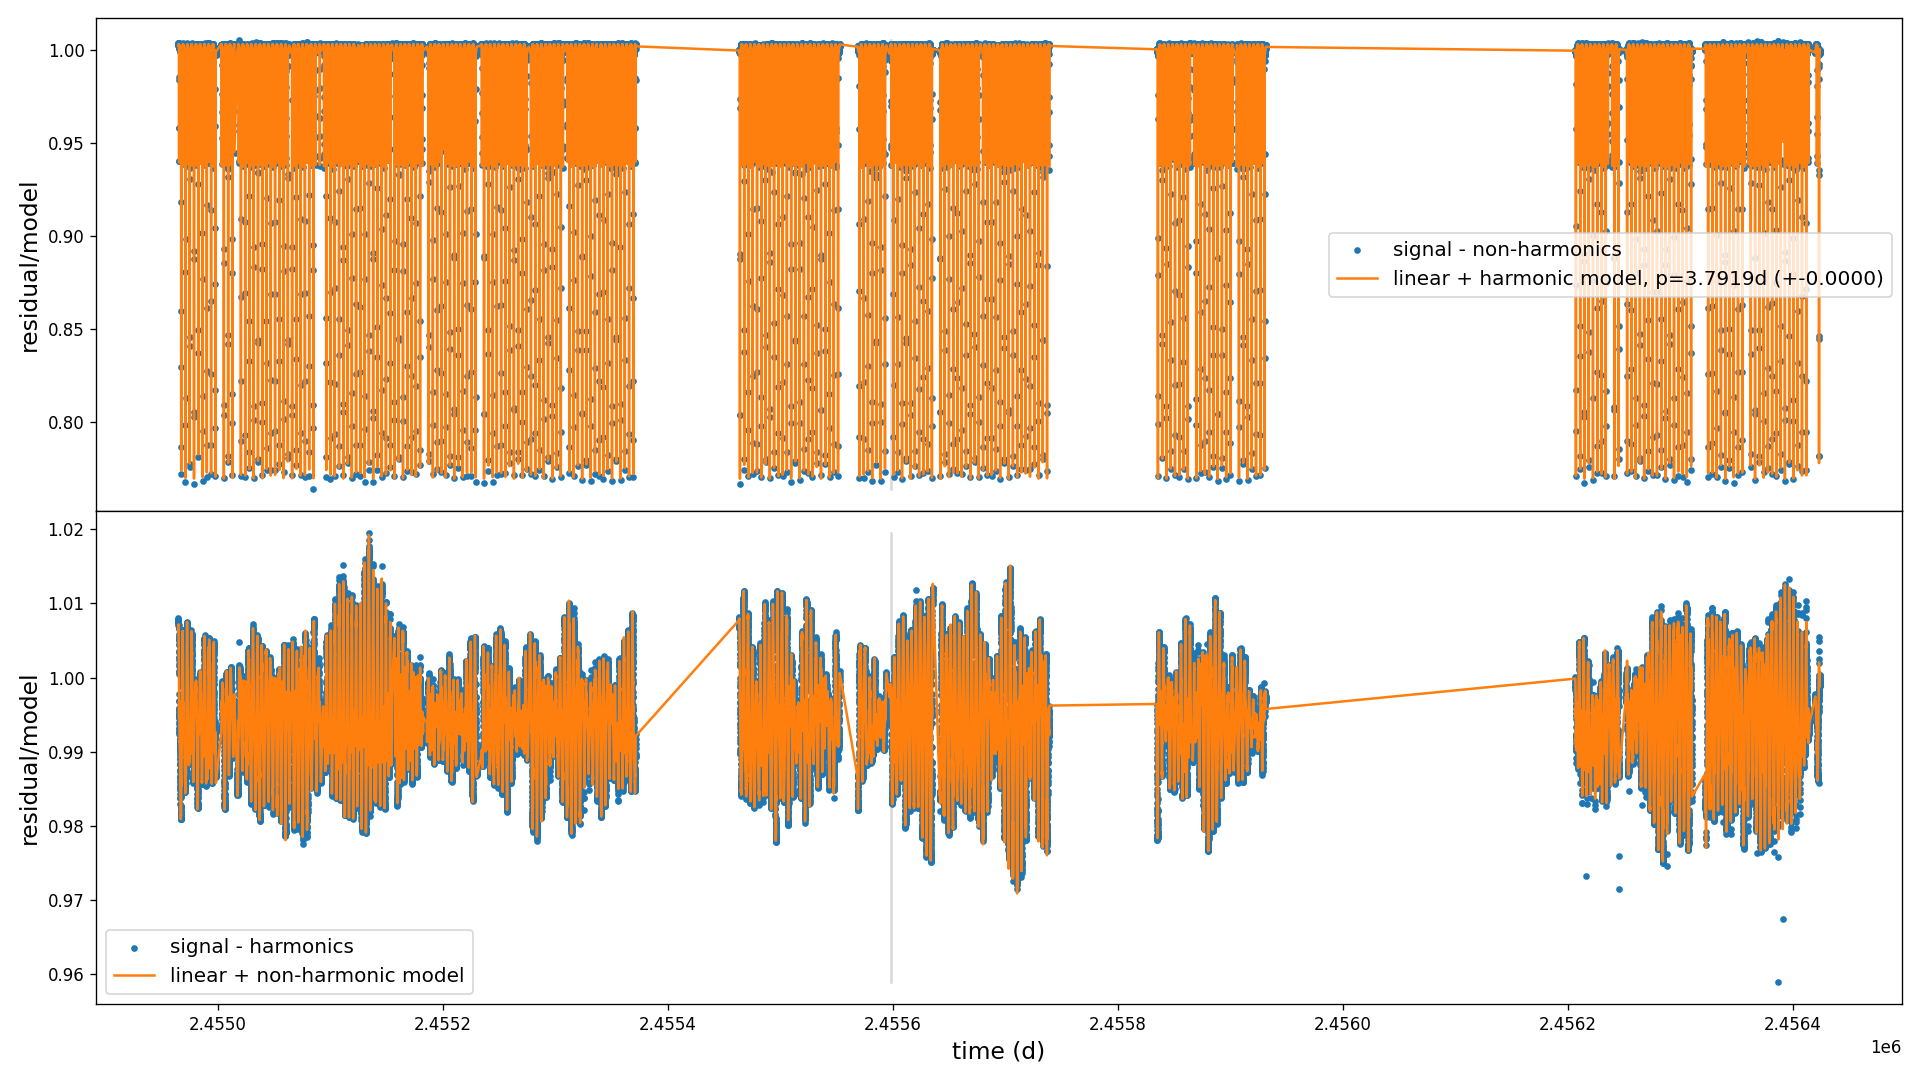 1.00
0.95
0.90
0.85
0.80
residual/model
signal - non-harmonics
linear + harmonic model, p=3.7919d (+-0.0000)
1.02
1.01
1.00
0.99
0.98
0.97
0.96
residual/model
signal - harmonics
linear + non-harmonic model
2.4550 2.4552 2.4554 2.4556 2.4558 2.4560 2.4562 2.4564
time (d)
1e6